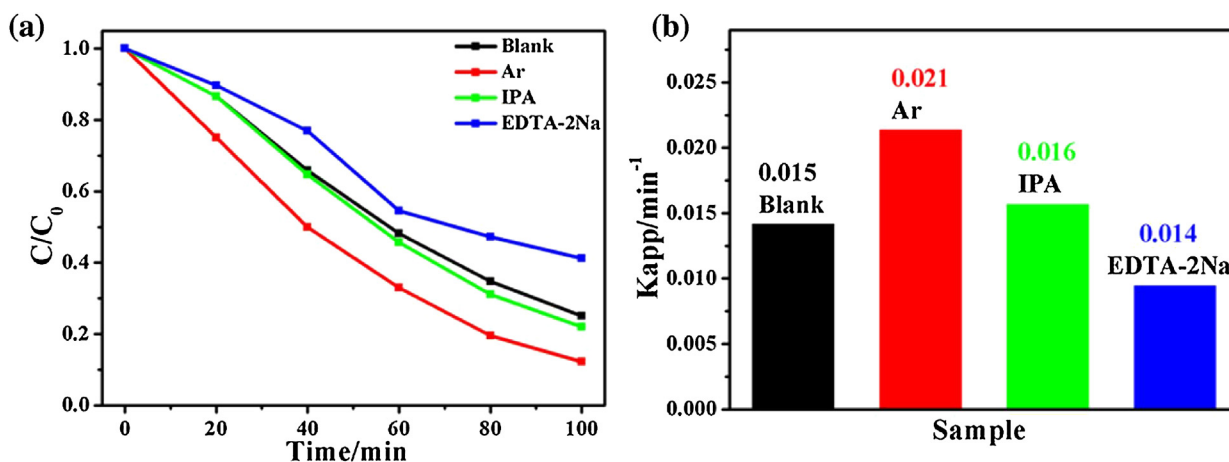 (a)
1.0
0.8
0.6
0.4
0.2
0.0
C/C0
0
20
40
60
80
100
Time/min
Blank
Ar
IPA
EDTA-2Na
(b)
0.025
0.020
0.015
0.010
0.005
0.000
Kapp/min-1
0.015
Blank
0.021
Ar
0.016
IPA
0.014
EDTA-2Na
Sample